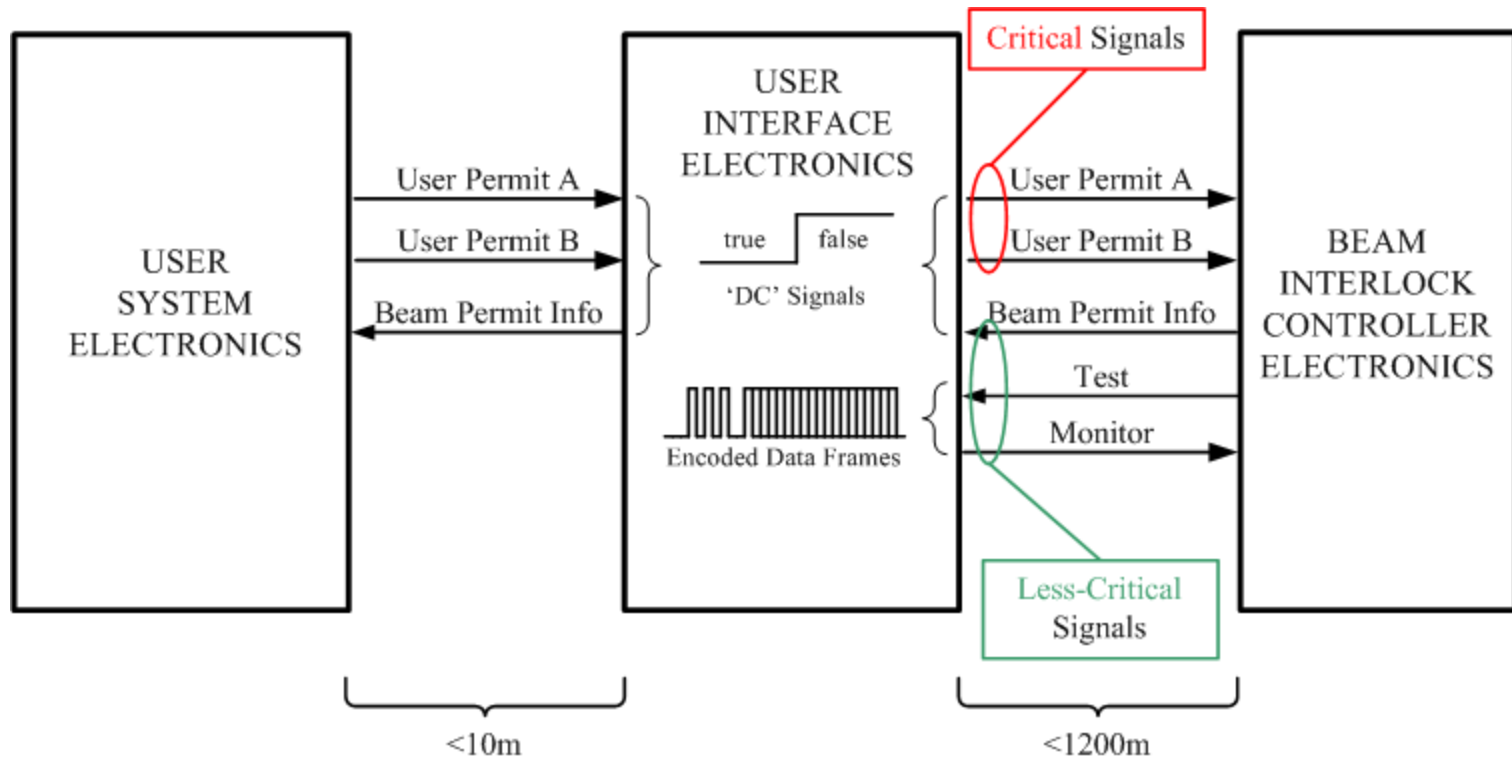 USER
SYSTEM
ELECTRONICS
User Permit A
User Permit B
Beam Permit Info
USER
INTERFACE
ELECTRONICS
true
false
‘DC’ Signals
Encoded Data Frames
Critical Signals
User Permit A
User Permit B
Beam Permit Info
Test
Monitor
Less-Critical
Signals
BEAM
INTERLOCK
CONTROLLER
ELECTRONICS
<10m
<1200m